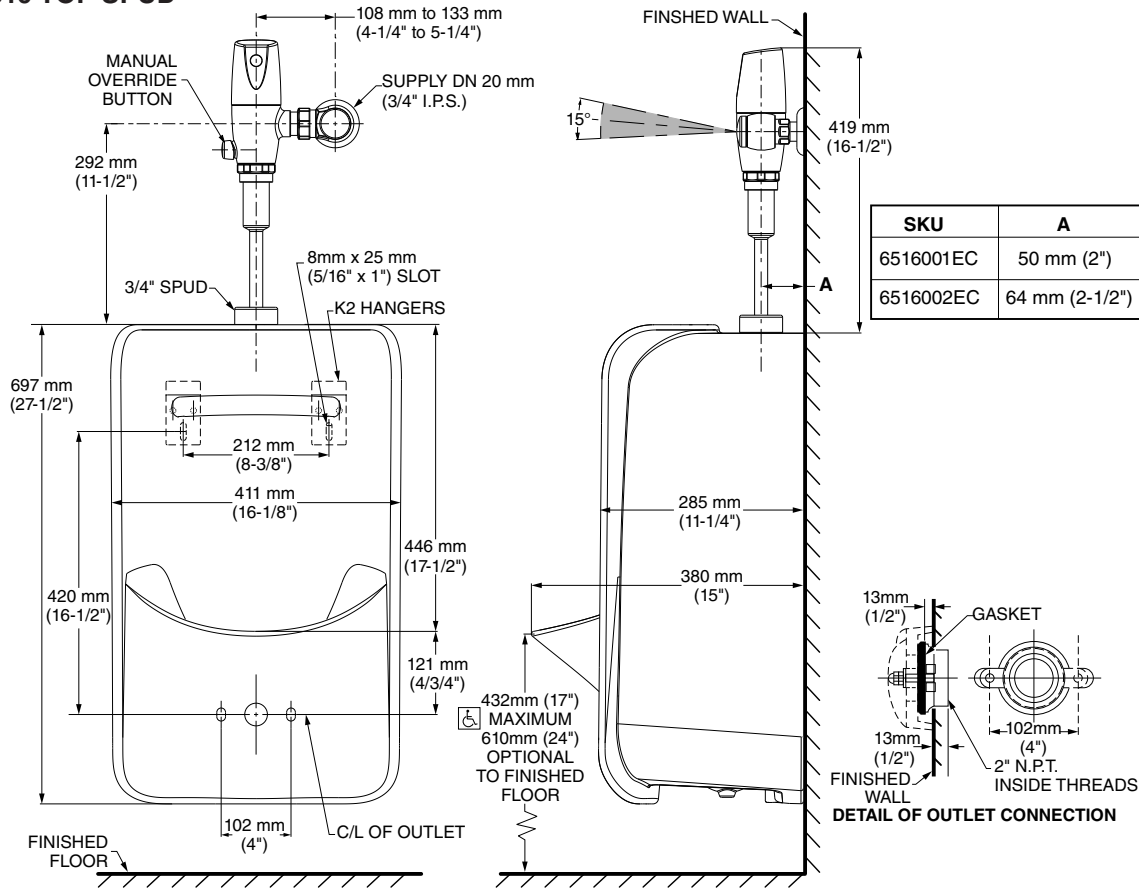 108 mm to 133 mm
(4-1/4" to 5-1/4")
MANUAL
OVERRIDE
BUTTON
SUPPLY DN 20 mm
(3/4" I.P.S.)
292 mm
(11-1/2")
8mm x 25 mm
(5/16" x 1") SLOT
3/4" SPUD
K2 HANGERS
697 mm
(27-1/2")
212 mm
(8-3/8")
411 mm
(16-1/8")
446 mm
(17-1/2")
420 mm
(16-1/2")
121 mm
(4/3/4")
102 mm
(4")
C/L OF OUTLET
FINISHED
FLOOR
FINSHED WALL
15°
419 mm
(16-1/2")
A
285 mm
(11-1/4")
380 mm
(15")
432mm (17")
MAXIMUM
610mm (24")
OPTIONAL
TO FINISHED
FLOOR
SKU A
6516001EC 50 mm (2")
6516002EC 64 mm (2-1/2")
13mm
(1/2")
GASKET
13mm
(1/2")
102mm
(4")
FINISHED
WALL
2" N.P.T.
INSIDE THREADS
DETAIL OF OUTLET CONNECTION